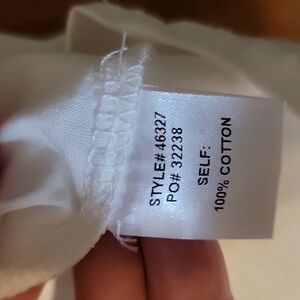 STYLE# 46327
PO# 32238
SELF:
100% COTTON